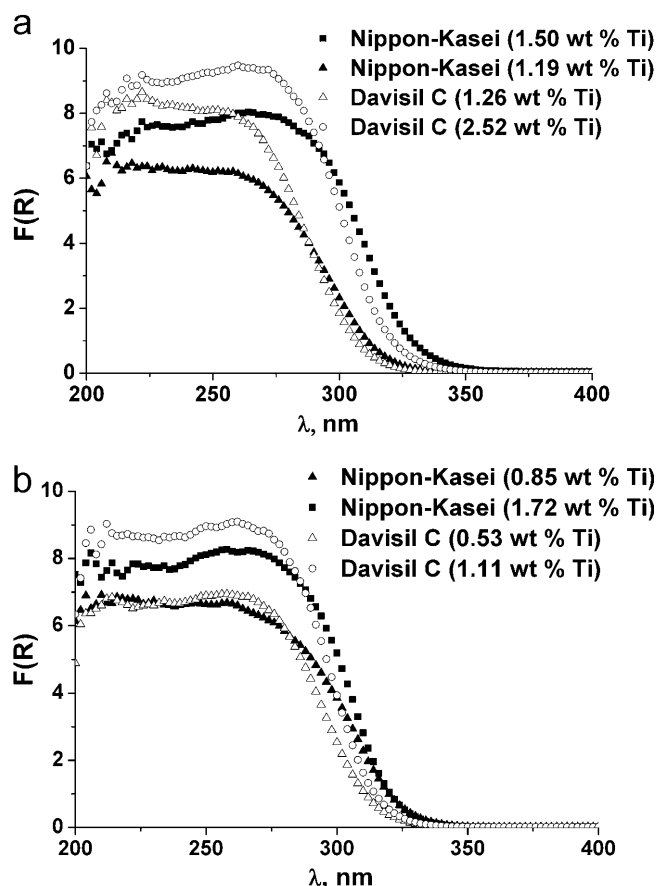 a
Nippon-Kasei (1.50 wt % Ti)
Nippon-Kasei (1.19 wt % Ti)
Davisil C (1.26 wt % Ti)
Davisil C (2.52 wt % Ti)
10
8
6
4
2
0
F(R)
200 250 300 350 400
λ, nm
b
Nippon-Kasei (0.85 wt % Ti)
Nippon-Kasei (1.72 wt % Ti)
Davisil C (0.53 wt % Ti)
Davisil C (1.11 wt % Ti)
10
8
6
4
2
0
F(R)
200 250 300 350 400
λ, nm